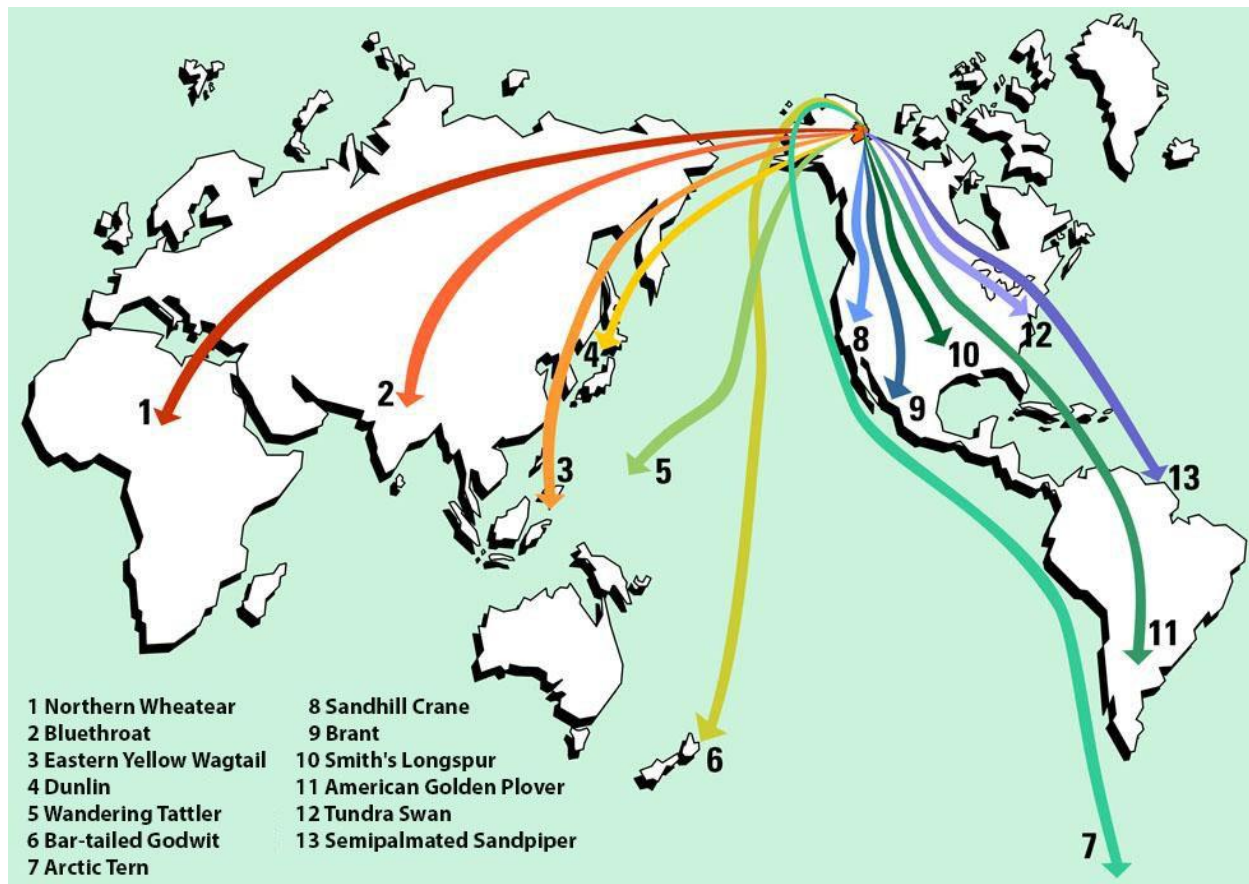 1
2
3
4
5
6
7
8
9
10
11
12
13
1 Northern Wheatear
2 Bluethroat
3 Eastern Yellow Wagtail
4 Dunlin
5 Wandering Tattler
6 Bar-tailed Godwit
7 Arctic Tern
8 Sandhill Crane
9 Brant
10 Smith's Longspur
11 American Golden Plover
12 Tundra Swan
13 Semipalmated Sandpiper